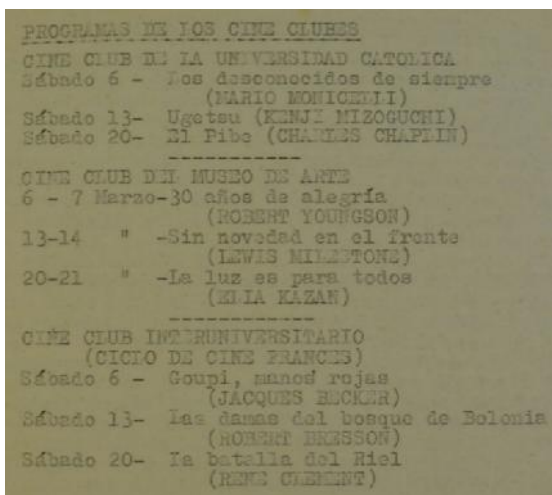 PROGRAMAS DE LOS CINE CLUBES
CINE CLUB DE LA UNIVERSIDAD CATOLICA
Sábado 6 - Los desconocidos de siempre
(MARIO MONICELLI)
Sábado 13- Ugetsu (KENJI MIZOGUCHI)
Sábado 20- El Pibe (CHARLES CHAPLIN)
-----------
CINE CLUB DEL MUSEO DE ARTE
6 - 7 Marzo-30 años de alegría
(ROBERT YOUNGSON)
13-14 " -Sin novedad en el frente
(LEWIS MILESTONE)
20-21 " -La luz es para todos
(ELIA KAZAN)
------------
CINE CLUB INTERUNIVERSITARIO
(CICLO DE CINE FRANCES)
Sábado 6 - Goupi, manos rojas
(JACQUES BECKER)
Sábado 13- Las damas del bosque de Bolonia
(ROBERT BRESSON)
Sábado 20- La batalla del Riel
(RENE CLEMENT)